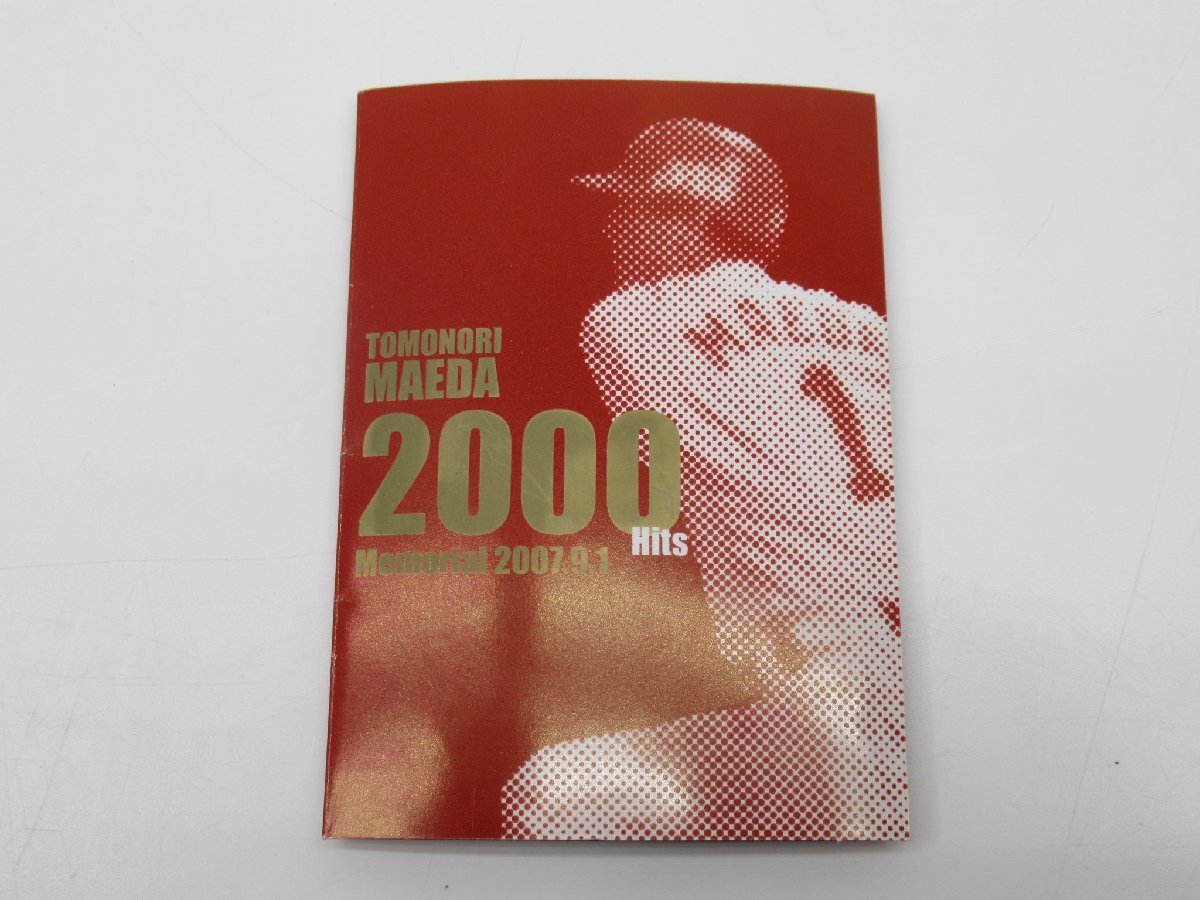 TOMONORI
MAEDA
2000
Hits
Memorial 2007.9.1